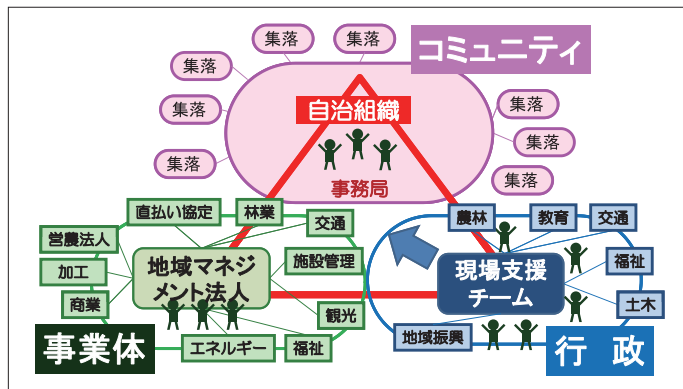 コミュニティ
集落
集落
集落
集落
集落
集落
集落
集落
集落
自治組織
事務局
直払い協定
林業
交通
営農法人
施設管理
加工
商業
観光
エネルギー
福祉
地域マネジ
メント法人
事業体
農林
教育
交通
福祉
土木
地域振興
現場支援
チーム
行政